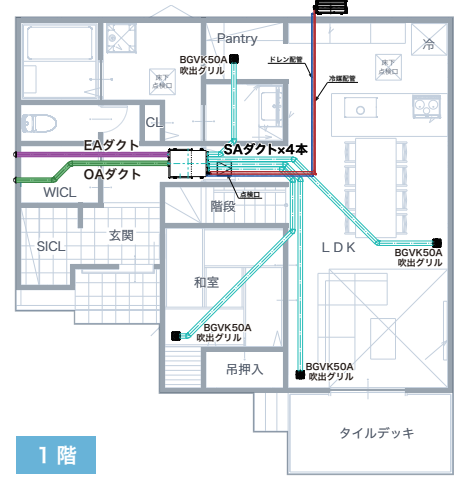 Pantry
BGVK50A
吹出グリル
ドレン配管
冷媒配管
冷
床下
点検口
床下
点検口
CL
EAダクト
SAダクト×4本
OAダクト
点検口
WICL
階段
SICL
玄関
LDK
BGVK50A
吹出グリル
和室
BGVK50A
吹出グリル
BGVK50A
吹出グリル
吊押入
タイルデッキ
1階